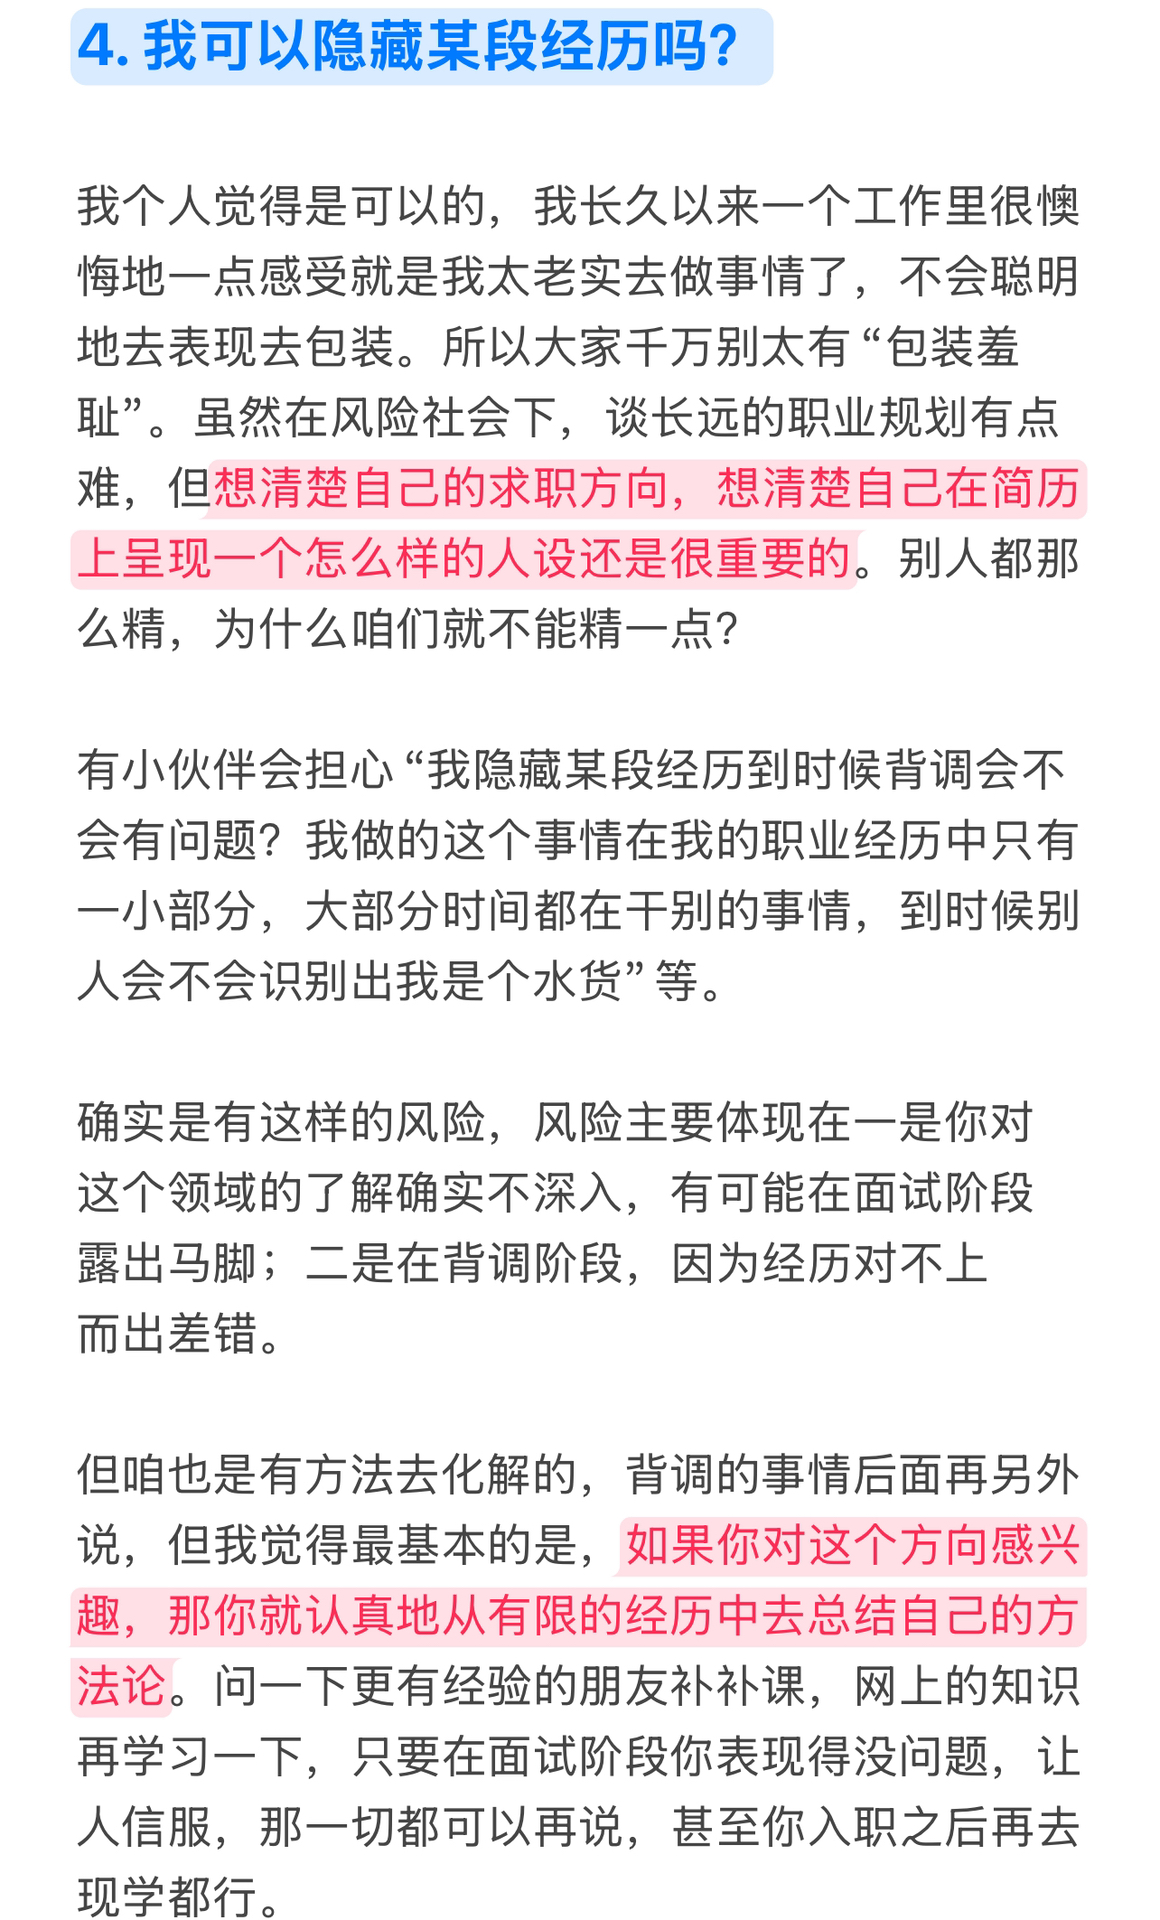 4. 我可以隐藏某段经历吗？
我个人觉得是可以的，我长久以来一个工作里很懊
悔地一点感受就是我太老实去做事情了，不会聪明
地去表现去包装。所以大家千万别太有 “包装羞
耻”。虽然在风险社会下，谈长远的职业规划有点
难，但想清楚自己的求职方向，想清楚自己在简历
上呈现一个怎么样的人设还是很重要的。别人都那
么精，为什么咱们就不能精一点？
有小伙伴会担心 “我隐藏某段经历到时候背调会不
会有问题？我做的这个事情在我的职业经历中只有
一小部分，大部分时间都在干别的事情，到时候别
人会不会识别出我是个水货” 等。
确实是有这样的风险，风险主要体现在一是你对
这个领域的了解确实不深入，有可能在面试阶段
露出马脚；二是在背调阶段，因为经历对不上
而出差错。
但咱也是有方法去化解的，背调的事情后面再另外
说，但我觉得最基本的是，如果你对这个方向感兴
趣，那你就认真地从有限的经历中去总结自己的方
法论。问一下更有经验的朋友补补课，网上的知识
再学习一下，只要在面试阶段你表现得没问题，让
人信服，那一切都可以再说，甚至你入职之后再去
现学都行。